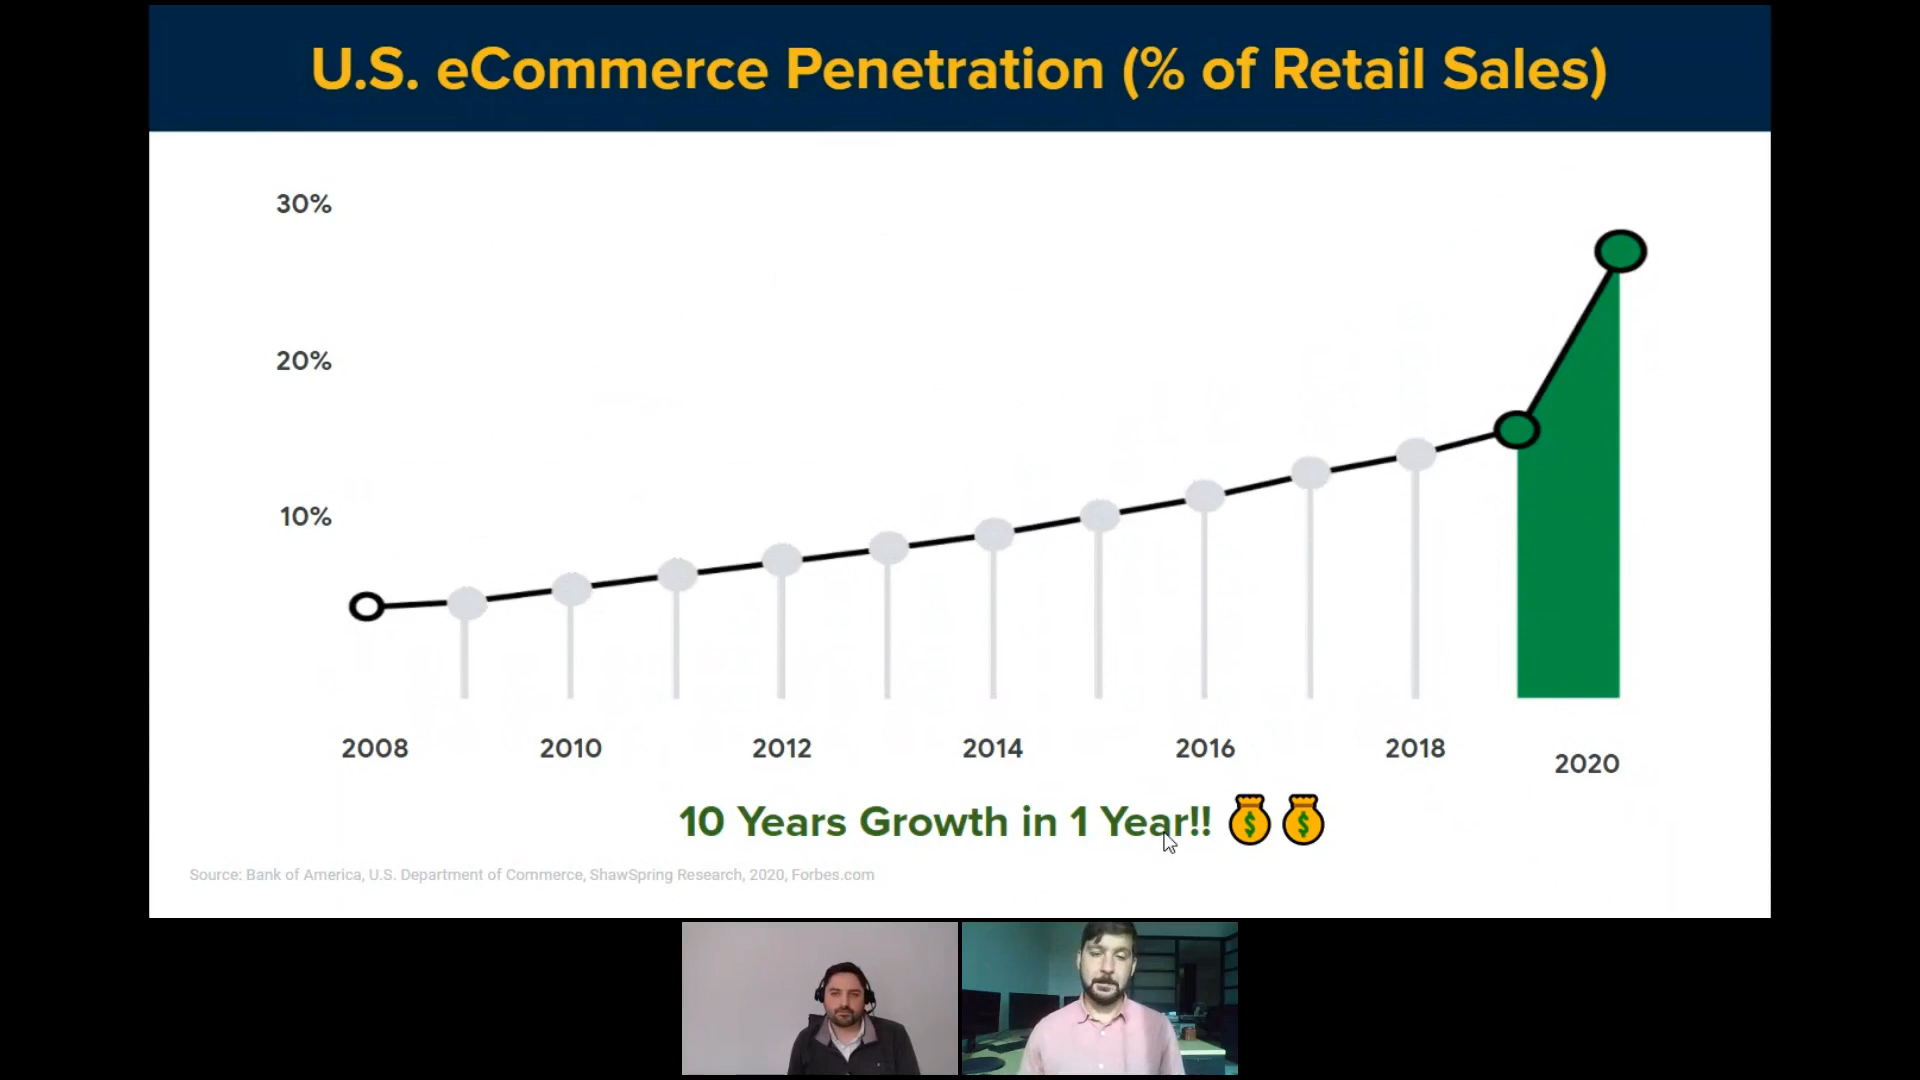 U.S. eCommerce Penetration (% of Retail Sales)
30%
20%
10%
2008 2010 2012 2014 2016 2018 2020
10 Years Growth in 1 Year!!
Source: Bank of America, U.S. Department of Commerce, ShawSpring Research, 2020, Forbes.com